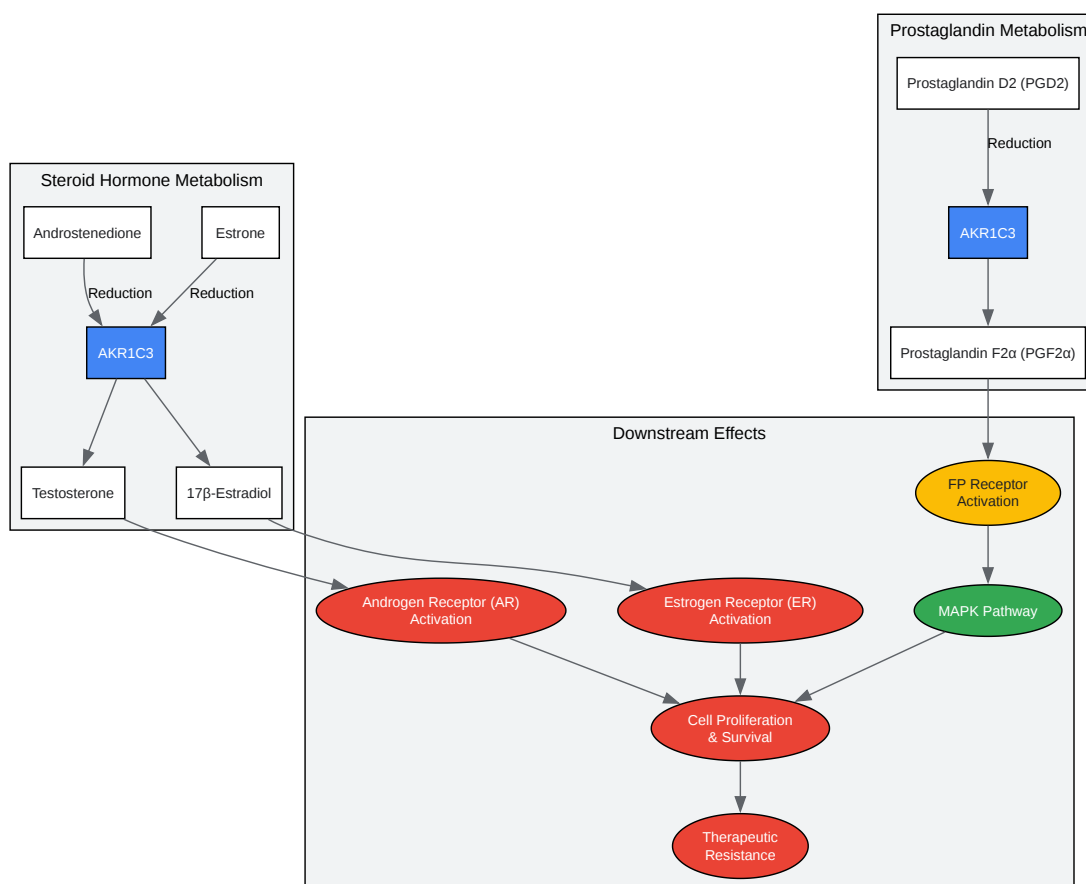 Prostaglandin Metabolism
Prostaglandin D2 (PGD2)
Reduction
AKR1C3
Prostaglandin F2α (PGF2α)
Steroid Hormone Metabolism
Androstenedione
Estrone
Reduction
Reduction
AKR1C3
Testosterone
17β-Estradiol
Downstream Effects
FP Receptor
Activation
Androgen Receptor (AR)
Activation
Estrogen Receptor (ER)
Activation
MAPK Pathway
Cell Proliferation
& Survival
Therapeutic
Resistance